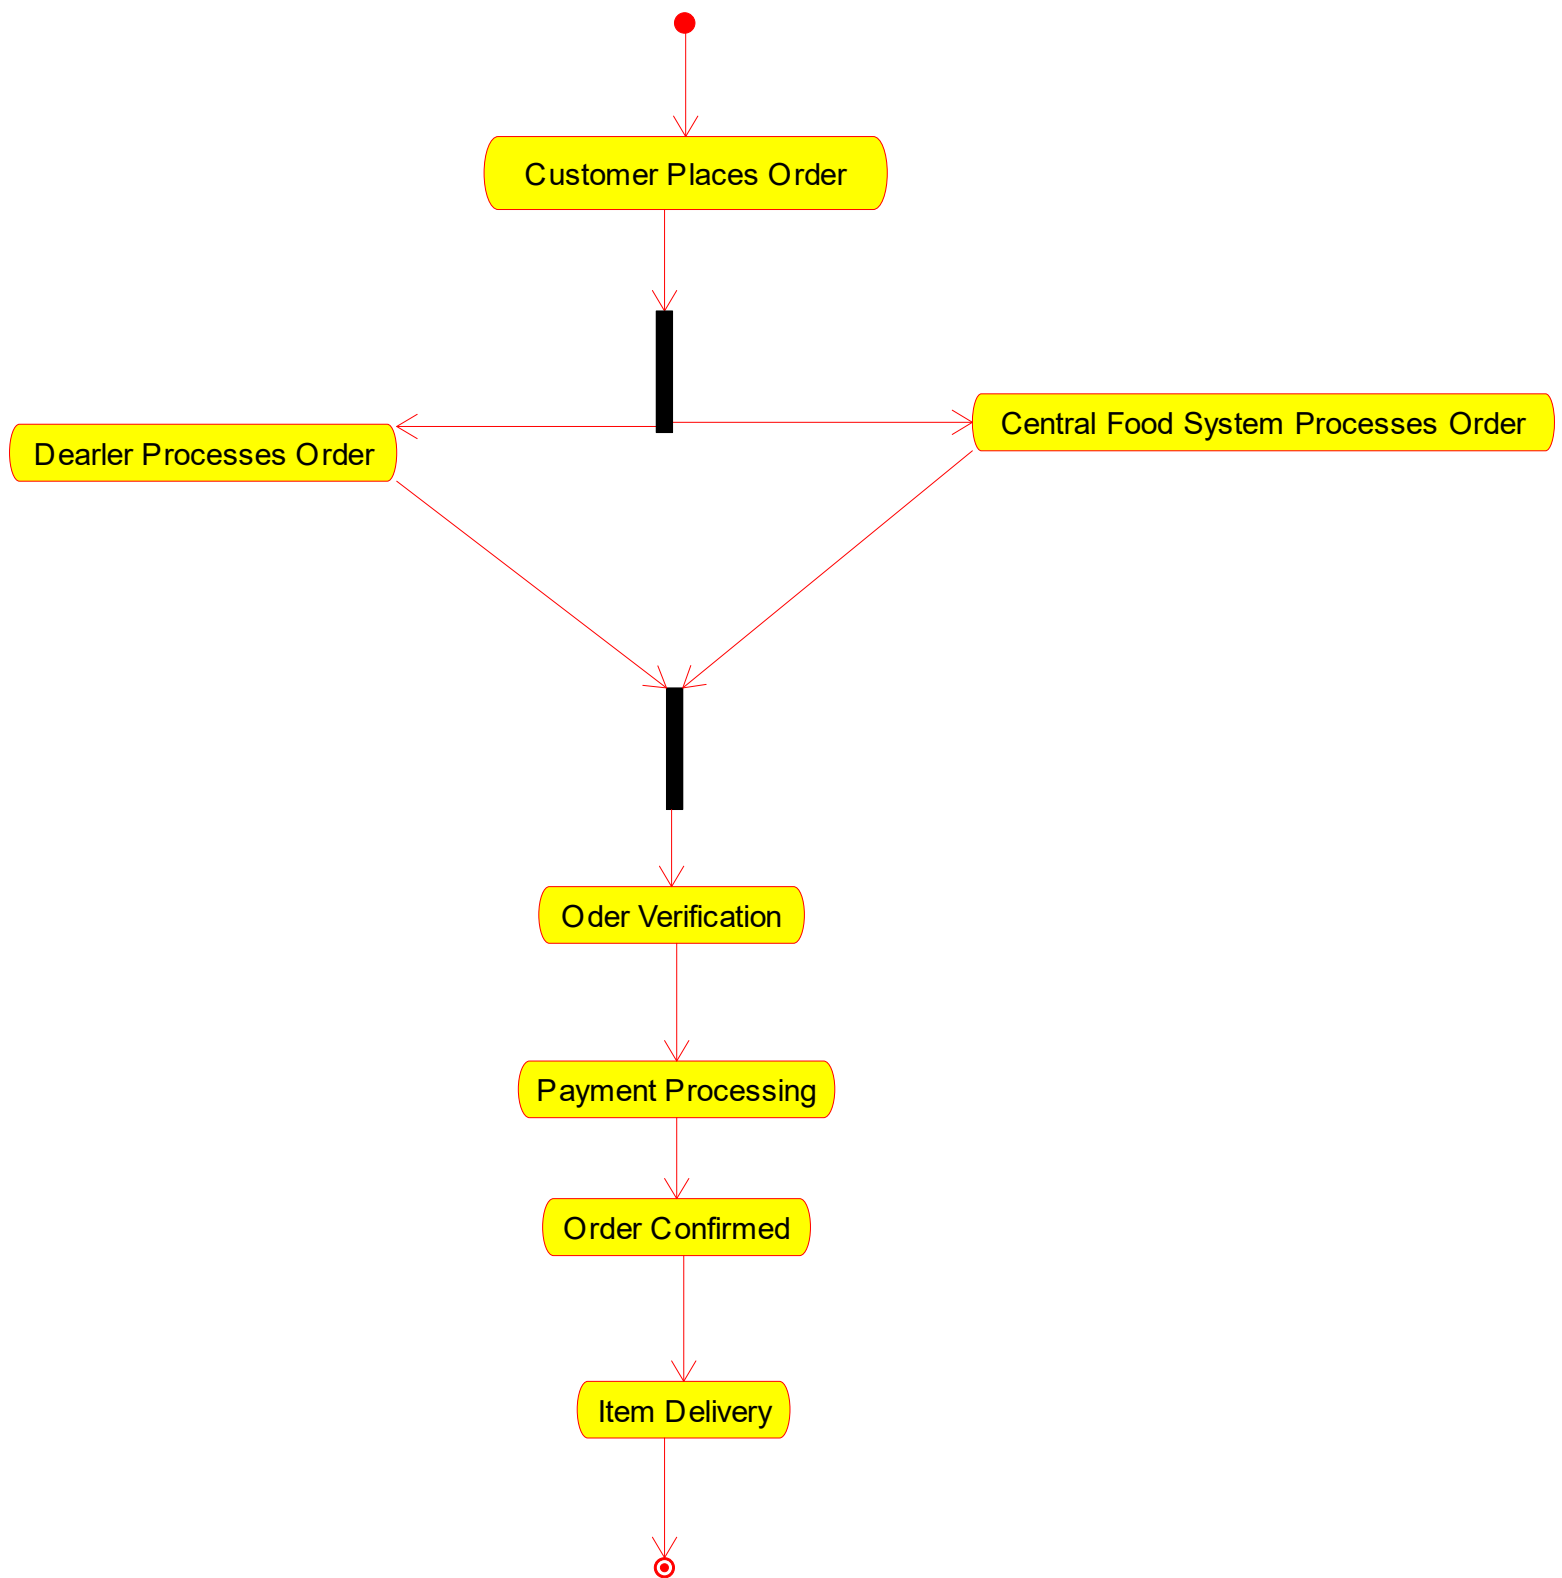 Customer Places Order
Central Food System Processes Order
Dearler Processes Order
Oder Verification
Payment Processing
Order Confirmed
Item Delivery